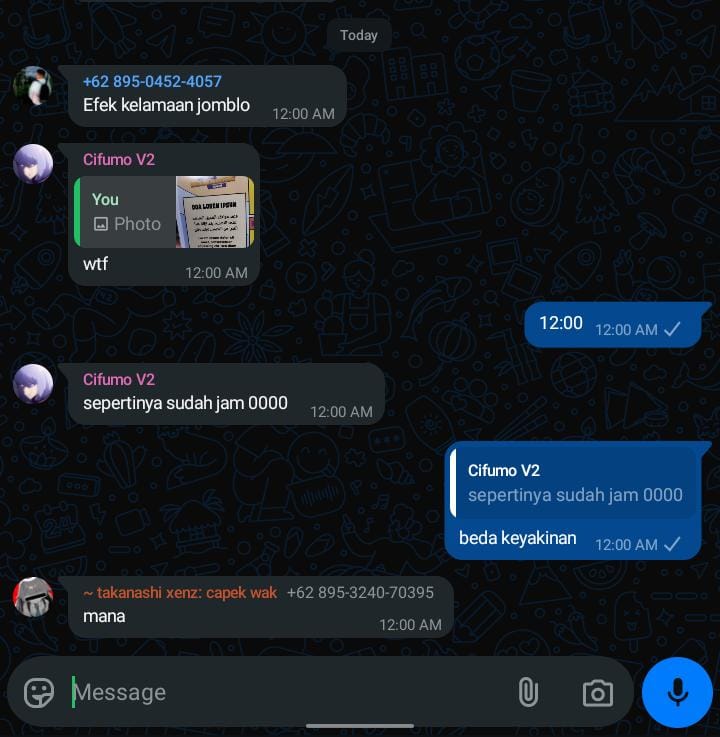 Today
+62 895-0452-4057
Efek kelamaan jomblo 12:00 AM
Cifumo V2
You
Photo
DOA LOREM IPSUM
wtf 12:00 AM
12:00 12:00 AM
Cifumo V2
sepertinya sudah jam 0000 12:00 AM
Cifumo V2
sepertinya sudah jam 0000
beda keyakinan 12:00 AM
~ takanashi xenz: capek wak +62 895-3240-70395
mana 12:00 AM
Message